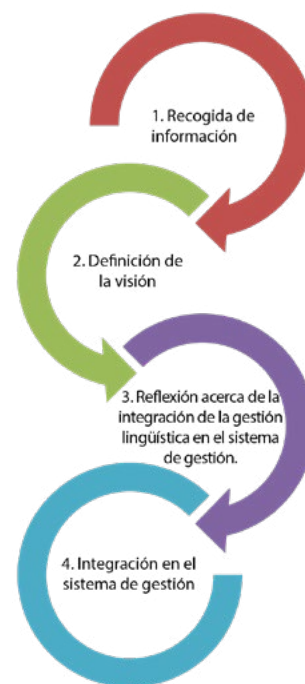 1. Recogida de
información
2. Definición de
la visión
3. Reflexión acerca de la
integración de la gestión
lingüística en el sistema
de gestión.
4. Integración en el
sistema de gestión